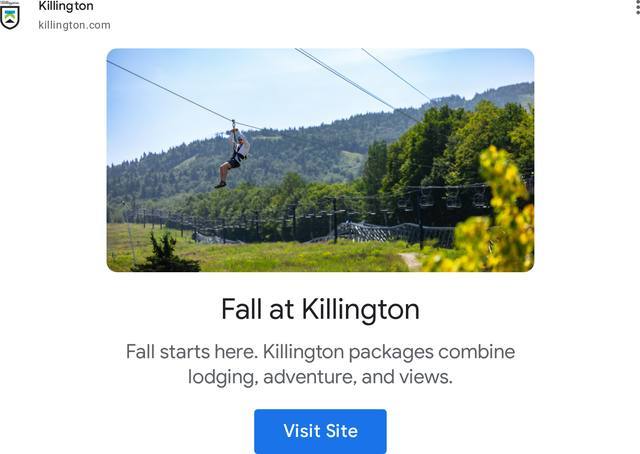 Killington
killington.com
Fall at Killington
Fall starts here. Killington packages combine
lodging, adventure, and views.
Visit Site